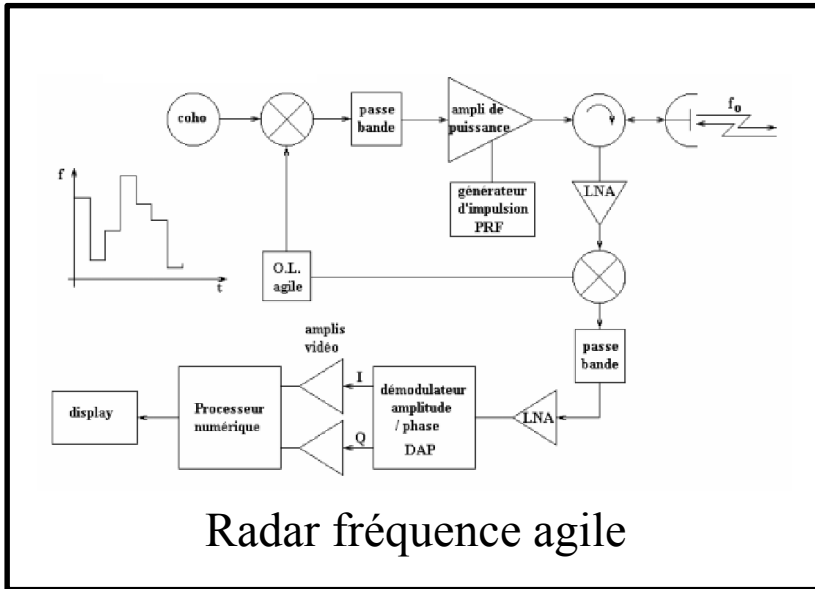 coho
passe
bande
ampli de
puissance
fo
générateur
d'impulsion
PRF
LNA
f
t
O.L.
agile
amplis
vidéo
passe
bande
display
Processeur
numérique
I
Q
démodulateur
amplitude
/ phase
DAP
LNA
Radar fréquence agile